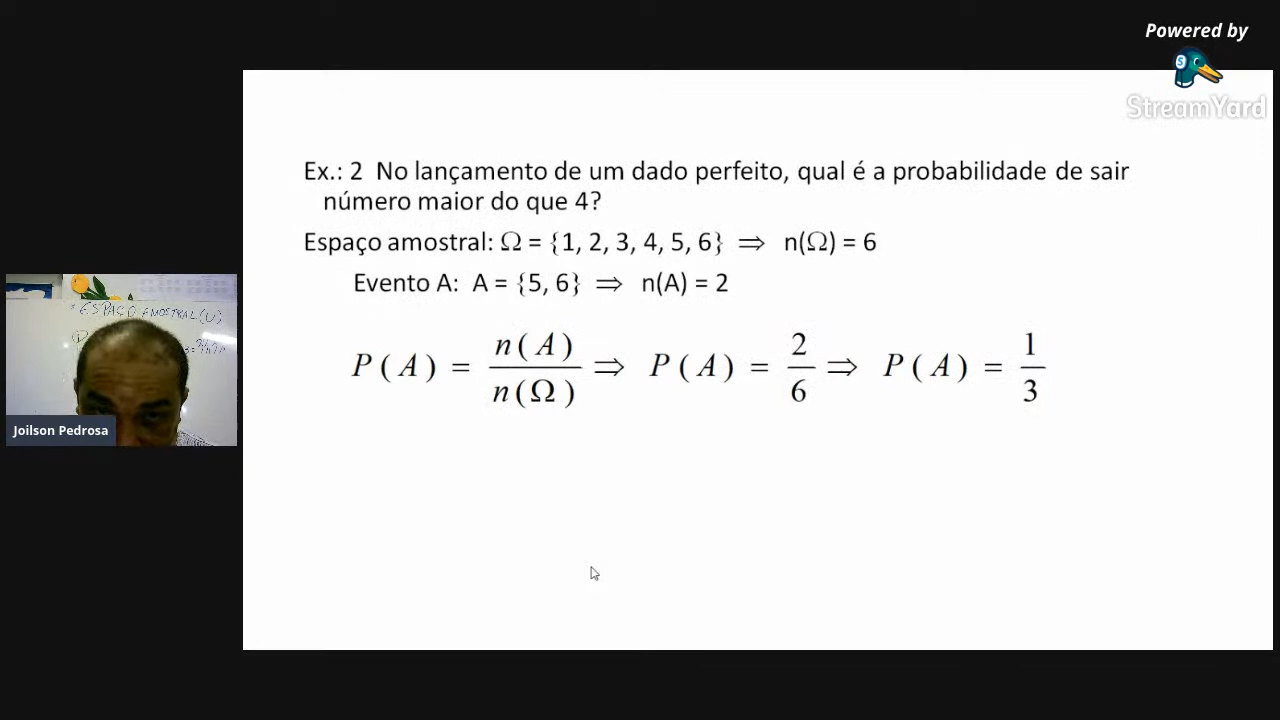 Powered by
StreamYard
Ex.: 2 No lançamento de um dado perfeito, qual é a probabilidade de sair
número maior do que 4?
Espaço amostral: Ω = {1, 2, 3, 4, 5, 6} ⇒ n(Ω) = 6
Evento A: A = {5, 6} ⇒ n(A) = 2
P(A) = n(A)/n(Ω) ⇒ P(A) = 2/6 ⇒ P(A) = 1/3
* ESPAÇO AMOSTRAL(U)
Joilson Pedrosa